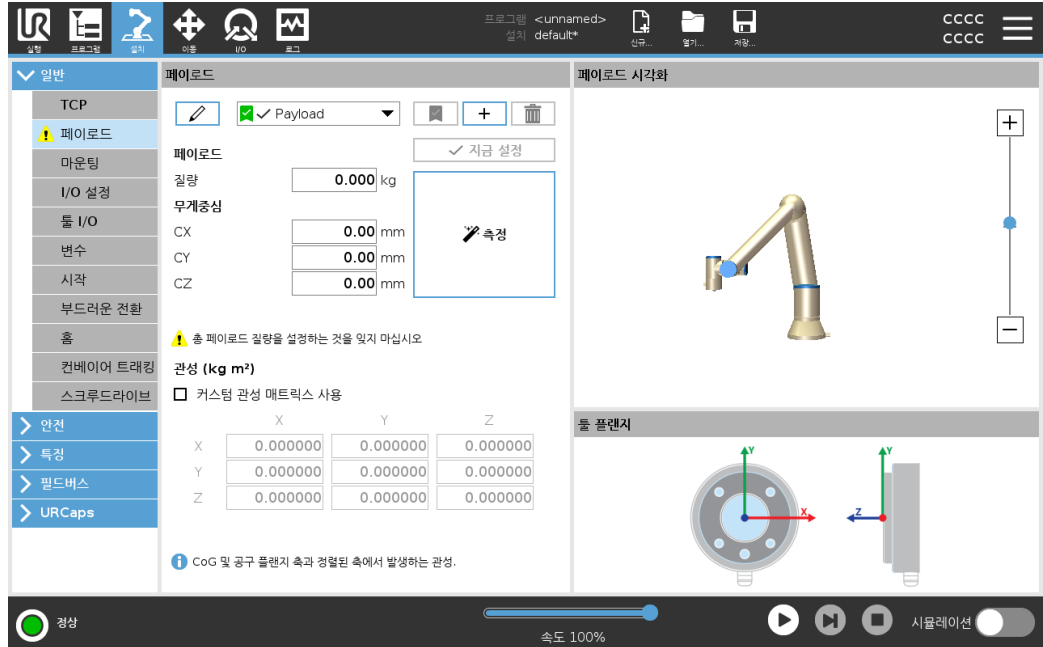 UR
실행
프로그램
설치
이동
I/O
로그
프로그램 <unnamed>
설치 default*
신규...
열기...
저장...
CCCC
CCCC
일반
TCP
페이로드
마운팅
I/O 설정
툴 I/O
변수
시작
부드러운 전환
홈
컨베이어 트래킹
스크루드라이브
안전
특징
필드버스
URCaps
페이로드
Payload
지금 설정
페이로드
질량 0.000 kg
무게중심
CX 0.00 mm
CY 0.00 mm
CZ 0.00 mm
측정
총 페이로드 질량을 설정하는 것을 잊지 마십시오
관성 (kg m²)
커스텀 관성 매트릭스 사용
X Y Z
X 0.000000 0.000000 0.000000
Y 0.000000 0.000000 0.000000
Z 0.000000 0.000000 0.000000
CoG 및 공구 플랜지 축과 정렬된 축에서 발생하는 관성.
페이로드 시각화
툴 플랜지
Y
X
Y
Z
정상
속도 100%
시뮬레이션